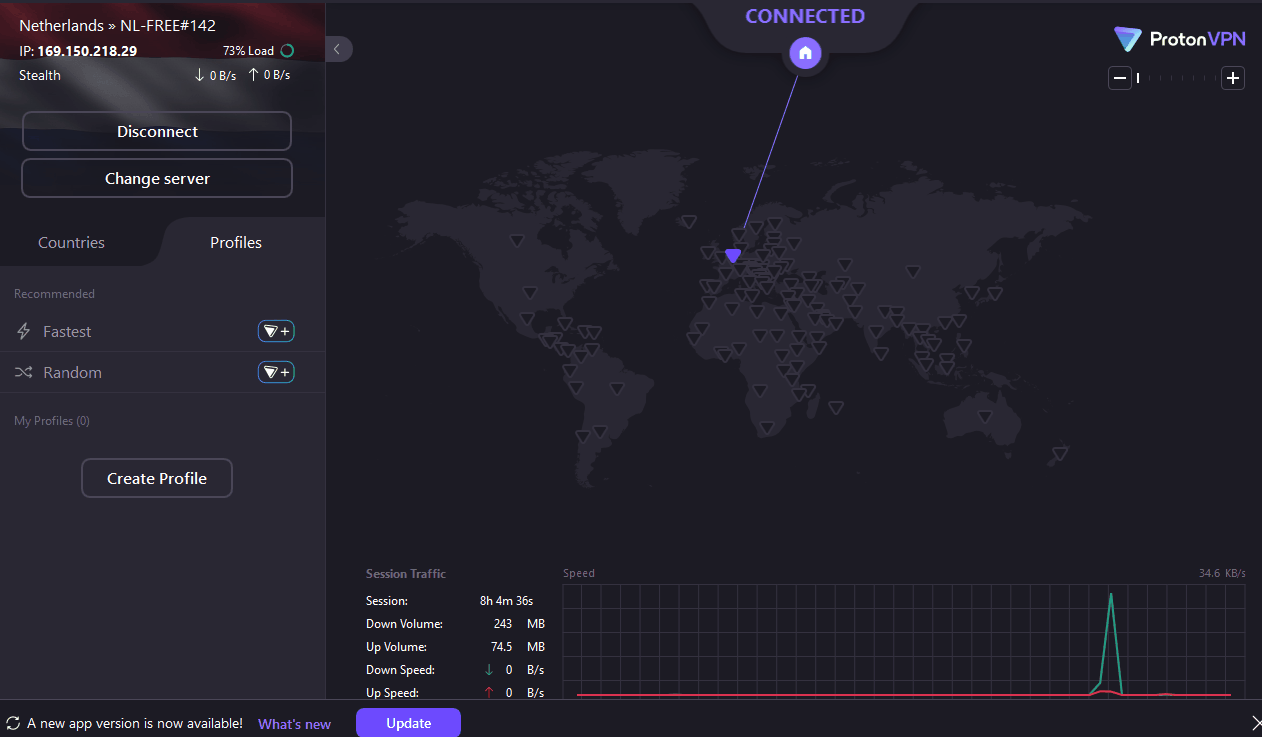 Netherlands » NL-FREE#142
IP: 169.150.218.29 73% Load
Stealth ↓ 0 B/s ↑ 0 B/s
Disconnect
Change server
Countries Profiles
Recommended
Fastest +
Random +
My Profiles (0)
Create Profile
CONNECTED
ProtonVPN
Session Traffic
Session: 8h 4m 36s
Down Volume: 243 MB
Up Volume: 74.5 MB
Down Speed: ↓ 0 B/s
Up Speed: ↑ 0 B/s
Speed 34.6 KB/s
A new app version is now available! What's new Update